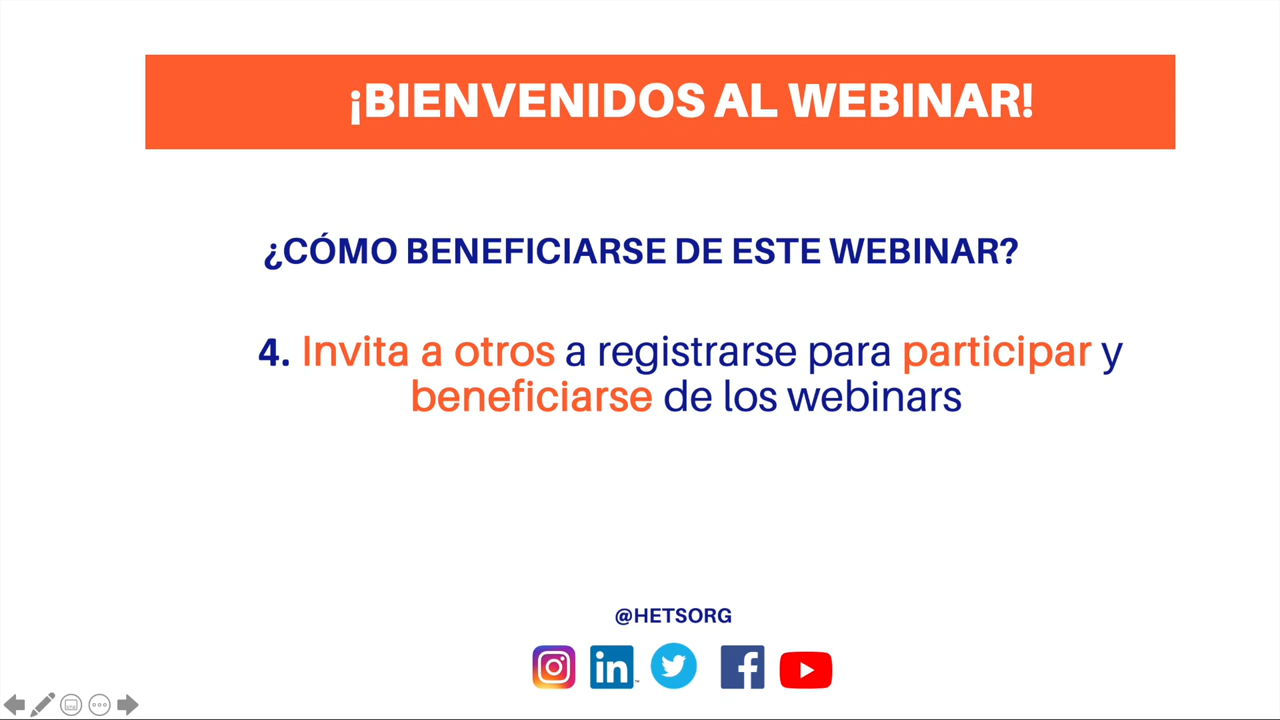 ¡BIENVENIDOS AL WEBINAR!
¿CÓMO BENEFICIARSE DE ESTE WEBINAR?
4. Invita a otros a registrarse para participar y
beneficiarse de los webinars
@HETSORG
in